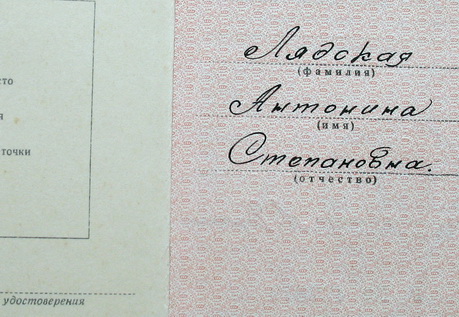 сто
я
точки
удостоверения
Лядская
(фамилия)
Антонина
(имя)
Степановна.
(отчество)